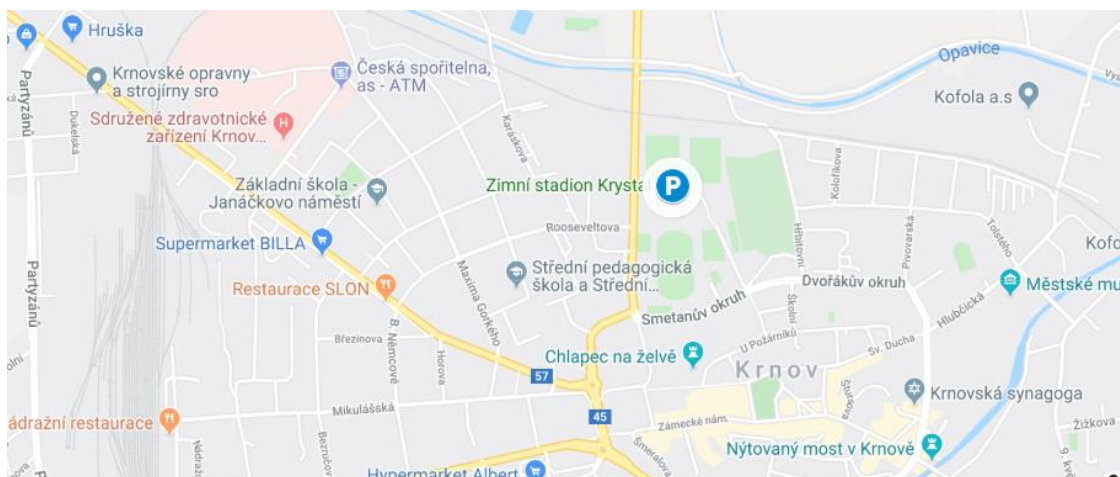 Hruška
Opavice
Krnovské opravny
a strojírny sro
Česká spořitelna,
as - ATM
Kofola a.s
Partyzánů
Dukelská
Sdružené zdravotnické
zařízení Krnov...
Karáskova
Kolofíkova
Základní škola -
Janáčkovo náměstí
Zimní stadion Krysta
P
Hřbitovní
Pivovarská
Tolstého
Rooseveltova
Supermarket BILLA
Partyzánů
Maxima Gorkého
Střední pedagogická
škola a Střední...
Dvořákův okruh
Restaurace SLON
Smetanův okruh
Školní
Hlubčická
Březinova
B. Němcové
Horova
Chlapec na želvě
U Požárníků
Sv. Ducha
Krnov
57
45
Mikulášská
Šturova
Krnovská synagoga
ádražní restaurace
Zámecké nám.
Šmeralova
Žižkova
Nýtovaný most v Krnově
Hypermarket Albert